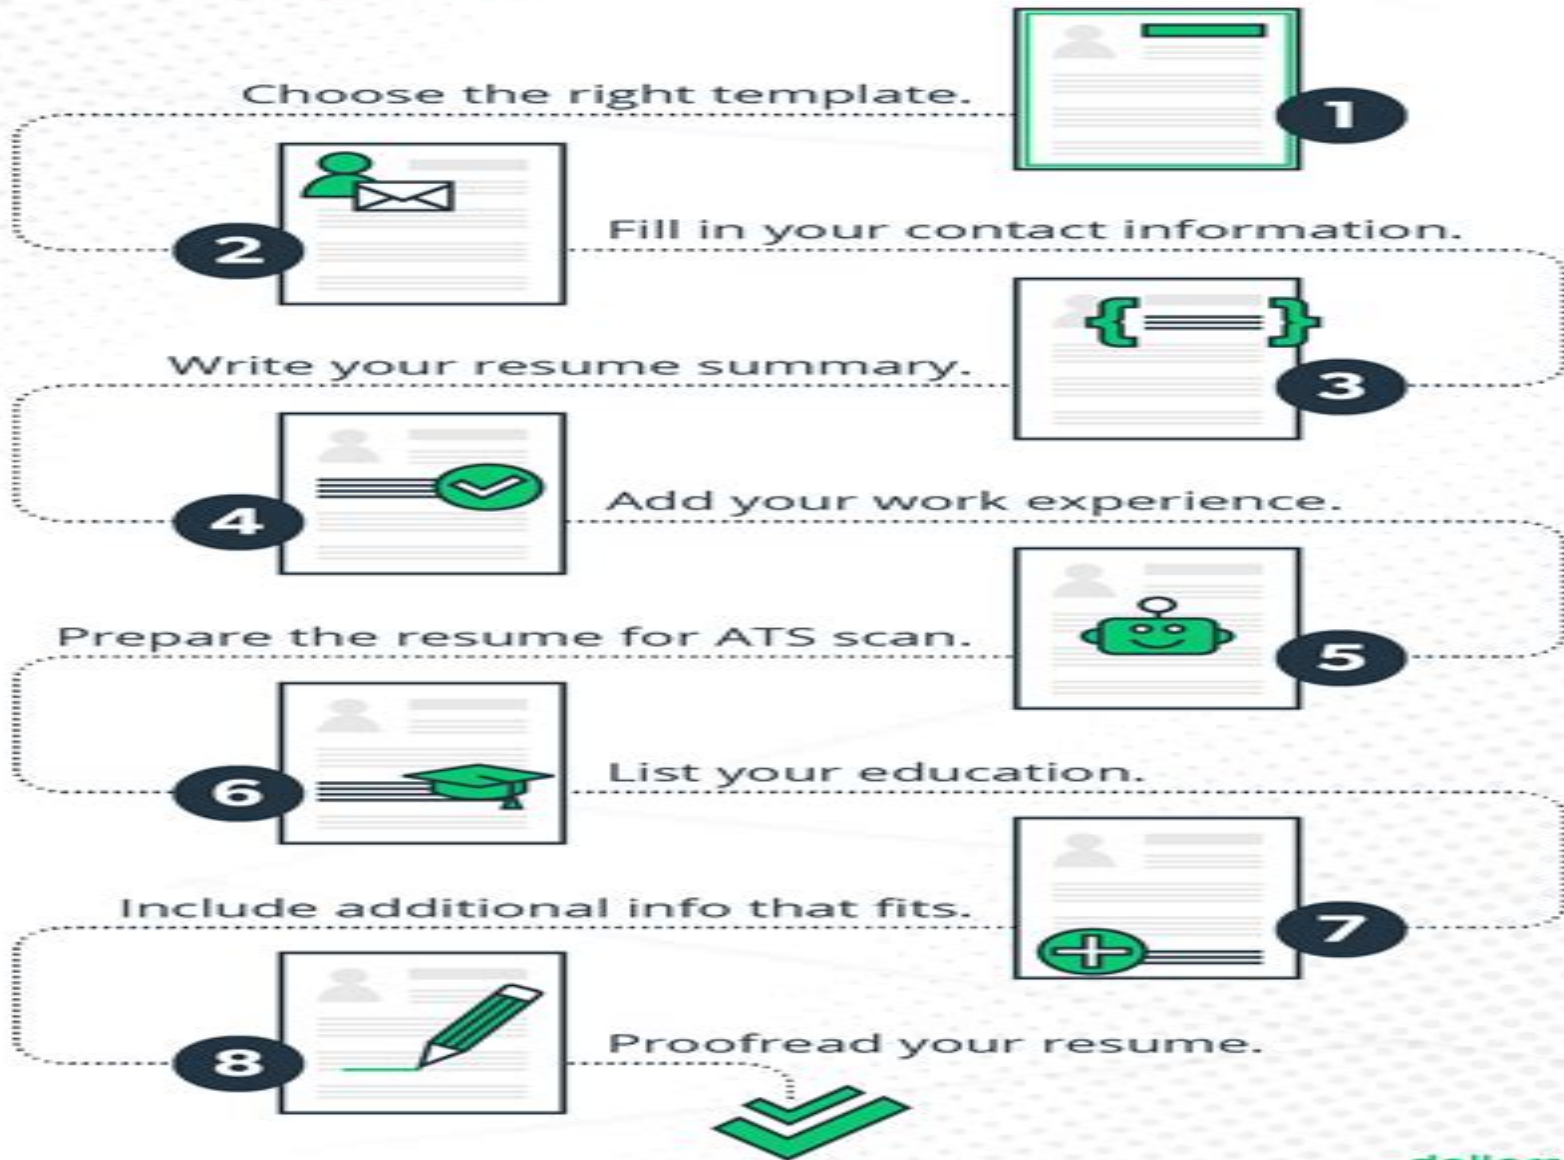 Choose the right template.
1
2
Fill in your contact information.
Write your resume summary.
3
4
Add your work experience.
Prepare the resume for ATS scan.
5
6
List your education.
Include additional info that fits.
7
8
Proofread your resume.